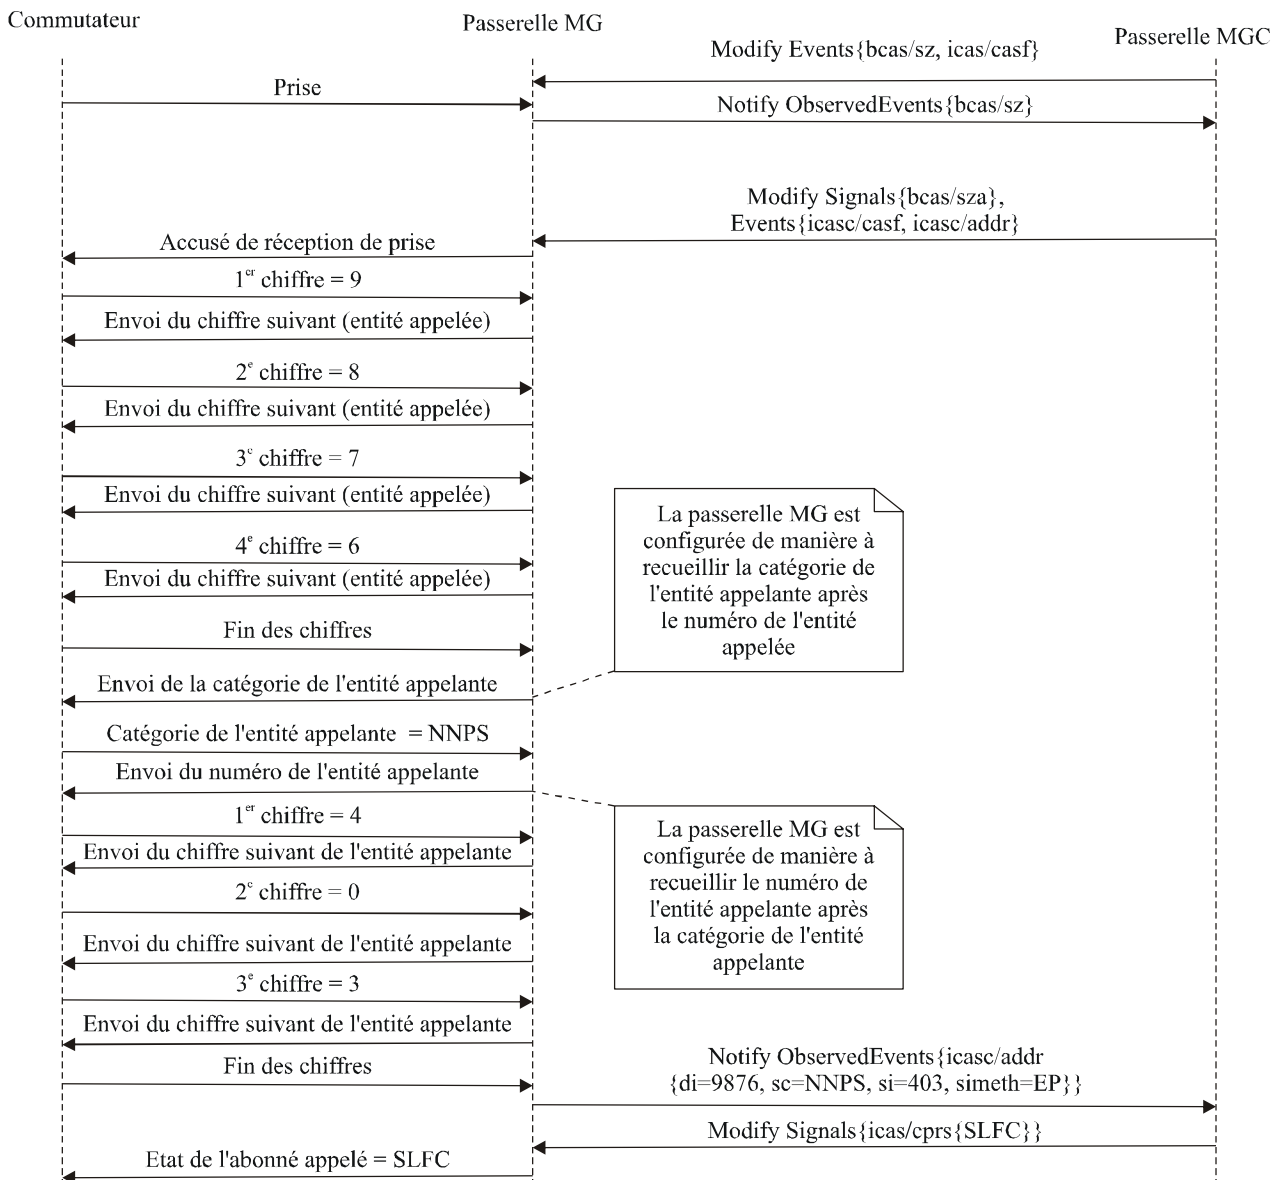 Commutateur
Passerelle MG
Passerelle MGC
Modify Events{bcas/sz, icas/casf}
Prise
Notify ObservedEvents{bcas/sz}
Modify Signals{bcas/sza},
Events{icasc/casf, icasc/addr}
Accusé de réception de prise
1er chiffre = 9
Envoi du chiffre suivant (entité appelée)
2e chiffre = 8
Envoi du chiffre suivant (entité appelée)
3e chiffre = 7
Envoi du chiffre suivant (entité appelée)
4e chiffre = 6
Envoi du chiffre suivant (entité appelée)
La passerelle MG est
configurée de manière à
recueillir la catégorie de
l'entité appelante après
le numéro de l'entité
appelée
Fin des chiffres
Envoi de la catégorie de l'entité appelante
Catégorie de l'entité appelante = NNPS
Envoi du numéro de l'entité appelante
1er chiffre = 4
Envoi du chiffre suivant de l'entité appelante
2e chiffre = 0
La passerelle MG est
configurée de manière à
recueillir le numéro de
l'entité appelante après
la catégorie de l'entité
appelante
Envoi du chiffre suivant de l'entité appelante
3e chiffre = 3
Envoi du chiffre suivant de l'entité appelante
Fin des chiffres
Notify ObservedEvents{icasc/addr
{di=9876, sc=NNPS, si=403, simeth=EP}}
Modify Signals{icas/cprs{SLFC}}
Etat de l'abonné appelé = SLFC